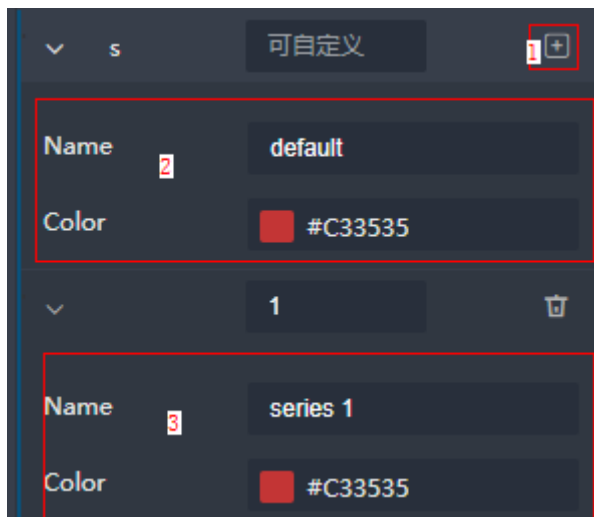 s 可自定义 1
Name default
2
Color #C33535
1
Name series 1
3
Color #C33535